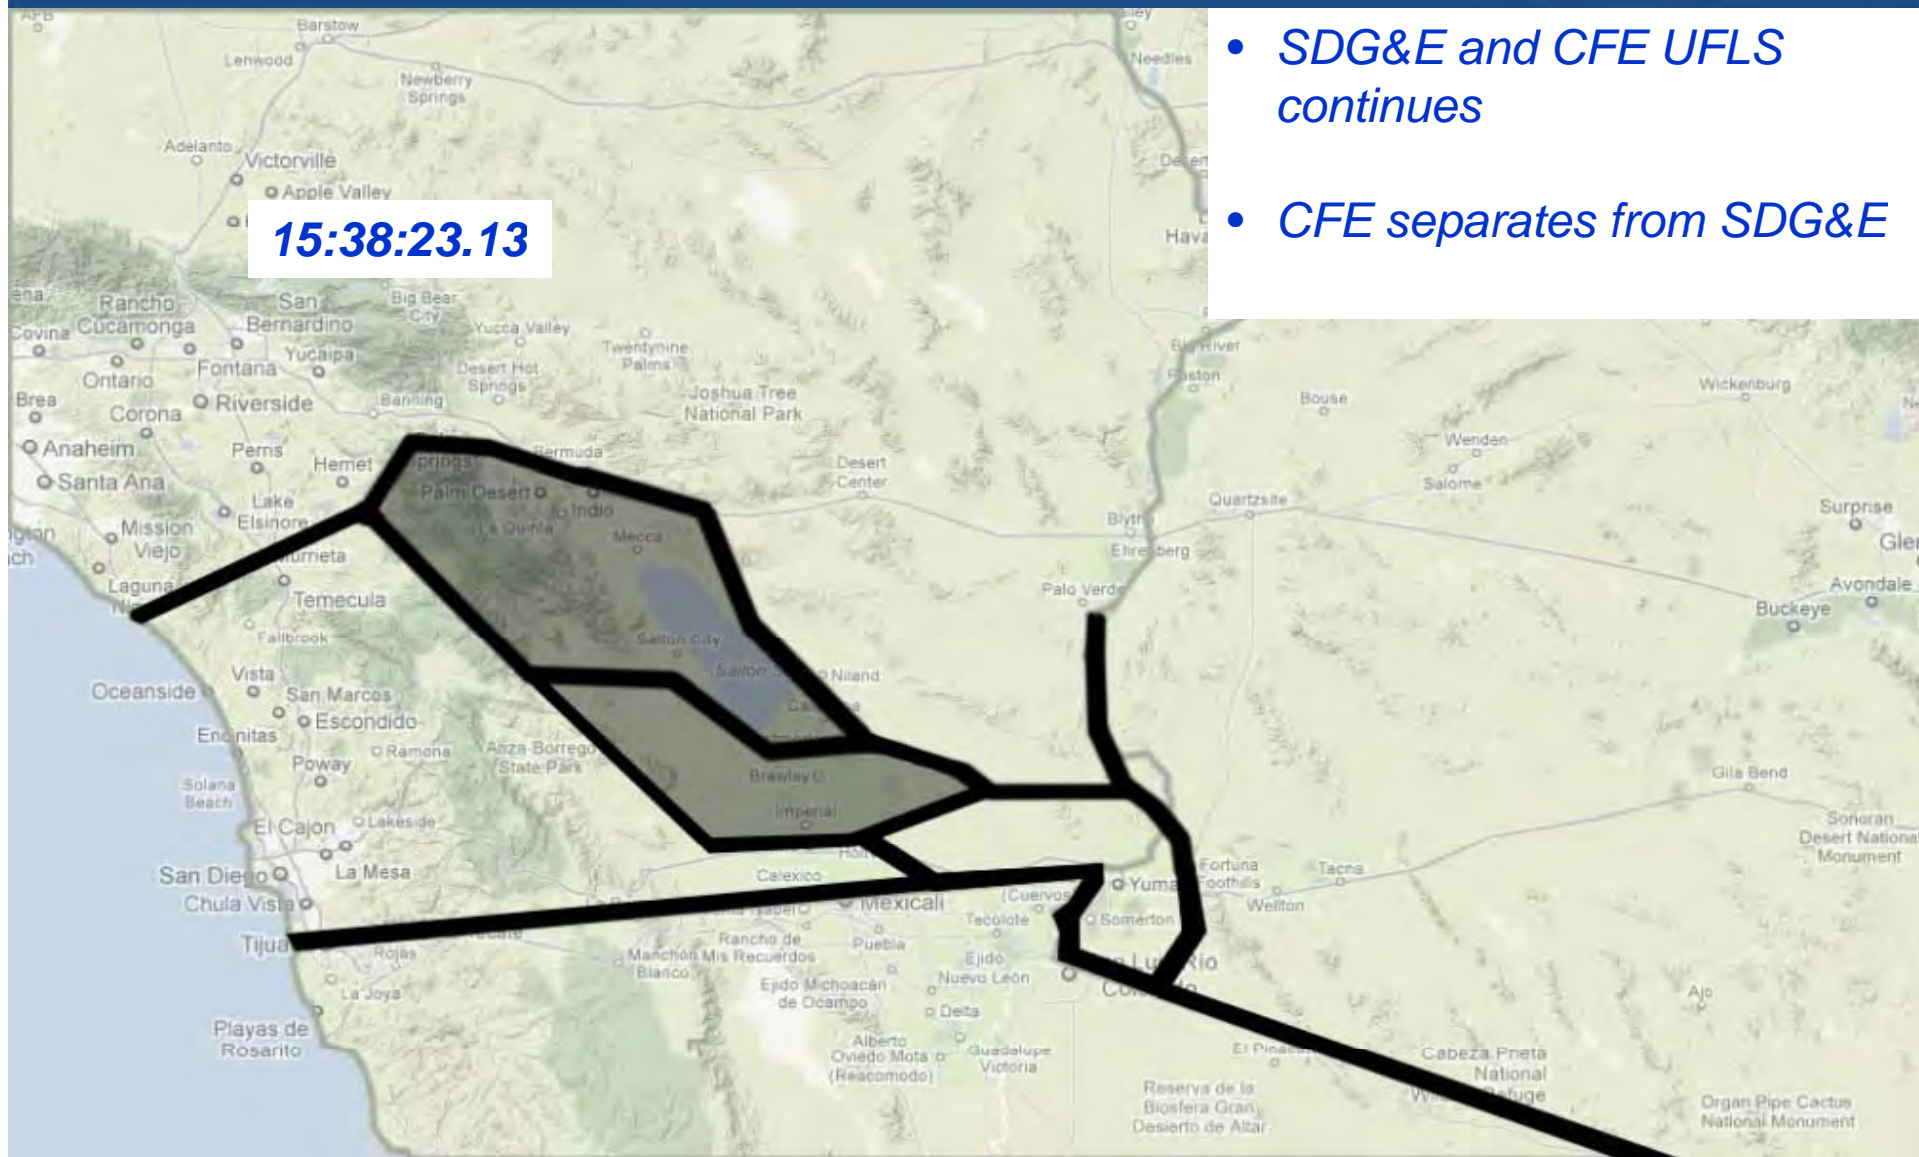 • SDG&E and CFE UFLS
continues
• CFE separates from SDG&E
15:38:23.13
Barstow
Lenwood
Newberry
Springs
Needles
Adelanto
Victorville
Apple Valley
Rancho
Cucamonga
San
Bernardino
Big Bear
City
Yucca Valley
Covina
Fontana
Yucaipa
Twentynine
Palms
Desert Hot
Springs
Big River
Ontario
Joshua Tree
National Park
Wickenburg
Brea
Corona
Riverside
Banning
Bouse
Anaheim
Perris
Hemet
Bermuda
Desert
Center
Wenden
Salome
Santa Ana
Palm Desert
Indio
La Quinta
Lake
Elsinore
Quartzsite
Surprise
Mission
Viejo
Mecca
Ehrenberg
Laguna
Temecula
Palo Verde
Avondale
Buckeye
Fallbrook
Salton City
Salton
Niland
Vista
Oceanside
San Marcos
Escondido
Encinitas
Ramona
Anza-Borrego
State Park
Poway
Brawley
Gila Bend
Solana
Beach
Imperial
El Cajon
Lakeside
Sonoran
Desert National
Monument
San Diego
La Mesa
Calexico
Yuma
Fortuna
Foothills
Tacna
Chula Vista
Mexicali
(Cuervos
Tecolote
Somerton
Wellton
Rojas
Rancho de
Mis Recuerdos
Manchón
Blanco
Puebla
Ejido
Nuevo León
La Joya
Ejido Michoacán
de Ocampo
Delta
Ajo
Playas de
Rosarito
Alberto
Oviedo Mota
(Reacomodo)
Guadalupe
Victoria
Cabeza Prieta
National
Reserva de la
Biosfera Gran
Desierto de Altar
Organ Pipe Cactus
National Monument